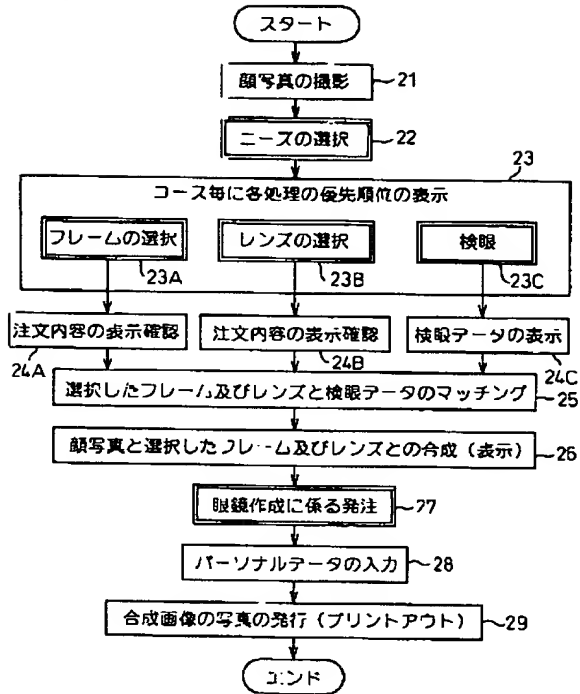 スタート
顔写真の撮影
21
ニーズの選択
22
23
コース毎に各処理の優先順位の表示
フレームの選択
レンズの選択
検眼
23A
23B
23C
注文内容の表示確認
注文内容の表示確認
検眼データの表示
24A
24B
24C
選択したフレーム及びレンズと検眼データのマッチング
25
顔写真と選択したフレーム及びレンズとの合成(表示)
26
眼鏡作成に係る発注
27
パーソナルデータの入力
28
合成画像の写真の発行(プリントアウト)
29
エンド